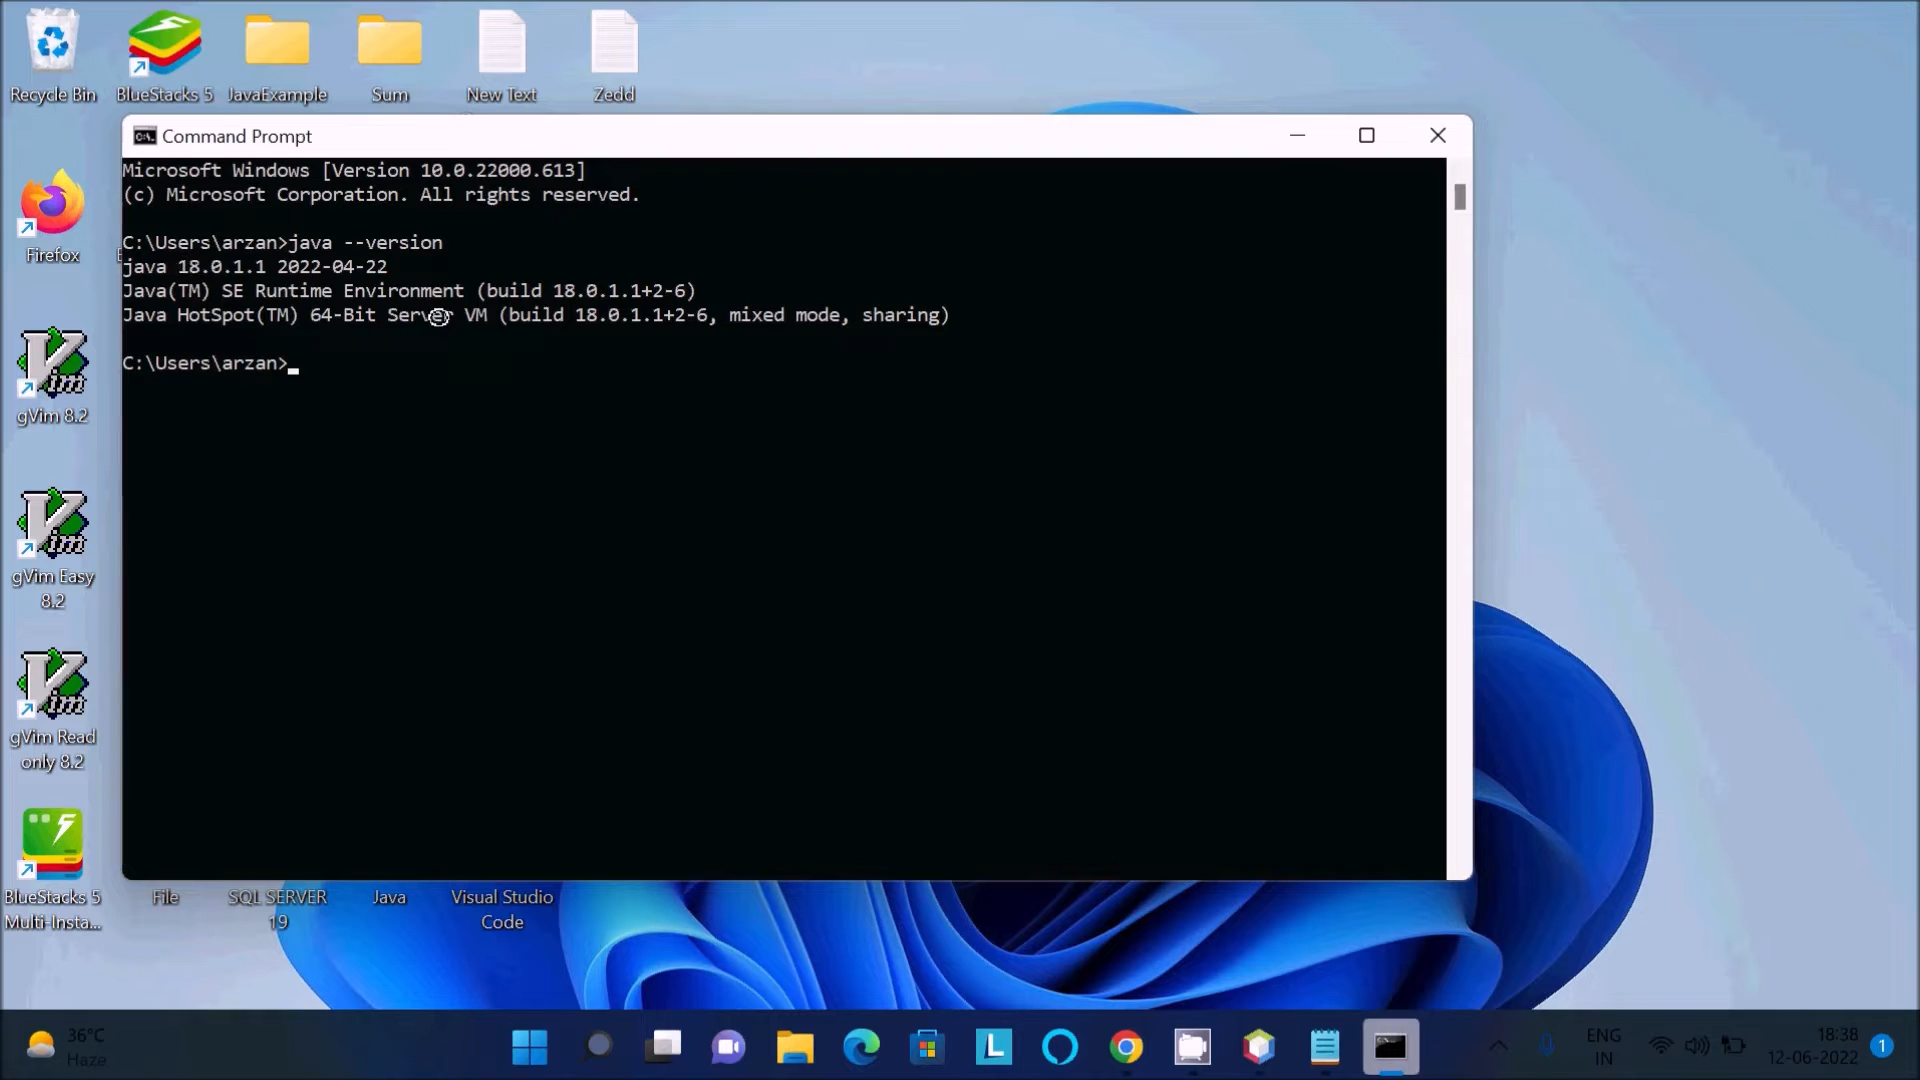 Recycle Bin
BlueStacks 5
JavaExample
Sum
New Text
Zedd
Command Prompt
Microsoft Windows [Version 10.0.22000.613]
(c) Microsoft Corporation. All rights reserved.
C:\Users\arzan>java --version
java 18.0.1.1 2022-04-22
Java(TM) SE Runtime Environment (build 18.0.1.1+2-6)
Java HotSpot(TM) 64-Bit Server VM (build 18.0.1.1+2-6, mixed mode, sharing)
C:\Users\arzan>
Firefox
gVim 8.2
gVim Easy
8.2
gVim Read
only 8.2
BlueStacks 5
Multi-Insta...
File
SQL SERVER
19
Java
Visual Studio
Code
36°C
Haze
ENG
IN
18:38
12-06-2022
1